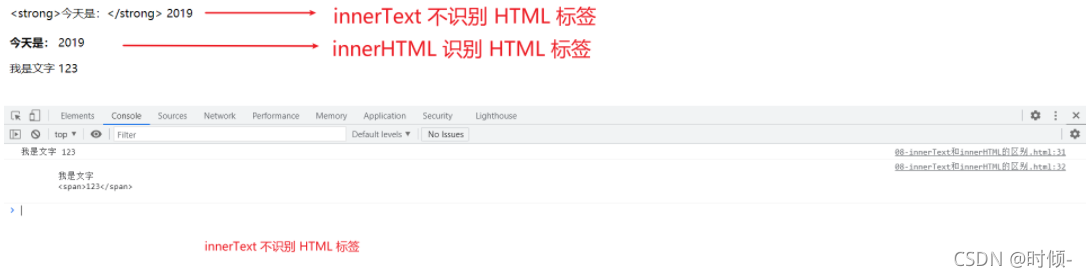 <strong>今天是：</strong> 2019 innerText 不识别 HTML 标签
今天是： 2019 innerHTML 识别 HTML 标签
我是文字 123
Elements Console Sources Network Performance Memory Application Security Lighthouse
top ▼ Filter Default levels ▼ No Issues
我是文字 123 08-innerText和innerHTML的区别.html:31
08-innerText和innerHTML的区别.html:32
我是文字
<span>123</span>
>
innerText 不识别 HTML 标签
CSDN @时倾-